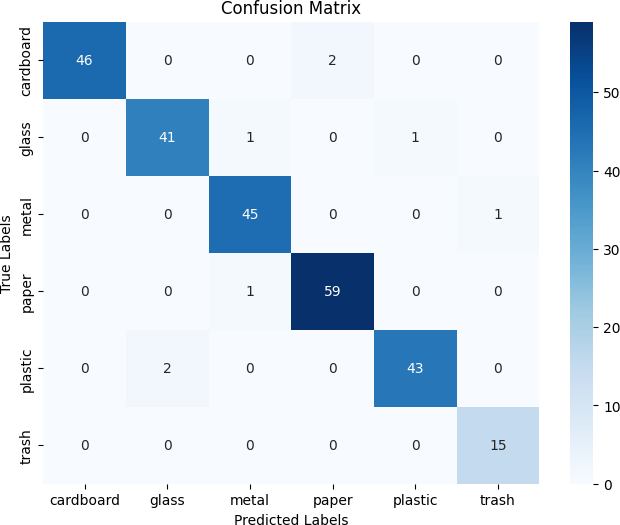 Confusion Matrix
True Labels
cardboard 46 0 0 2 0 0
glass 0 41 1 0 1 0
metal 0 0 45 0 0 1
paper 0 0 1 59 0 0
plastic 0 2 0 0 43 0
trash 0 0 0 0 0 15
cardboard glass metal paper plastic trash
Predicted Labels
50
40
30
20
10
0